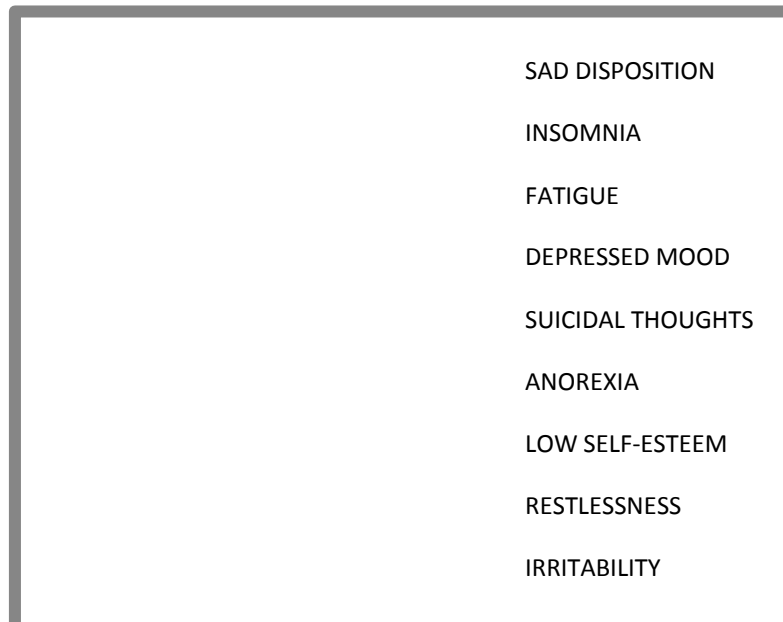 SAD DISPOSITION
INSOMNIA
FATIGUE
DEPRESSED MOOD
SUICIDAL THOUGHTS
ANOREXIA
LOW SELF-ESTEEM
RESTLESSNESS
IRRITABILITY